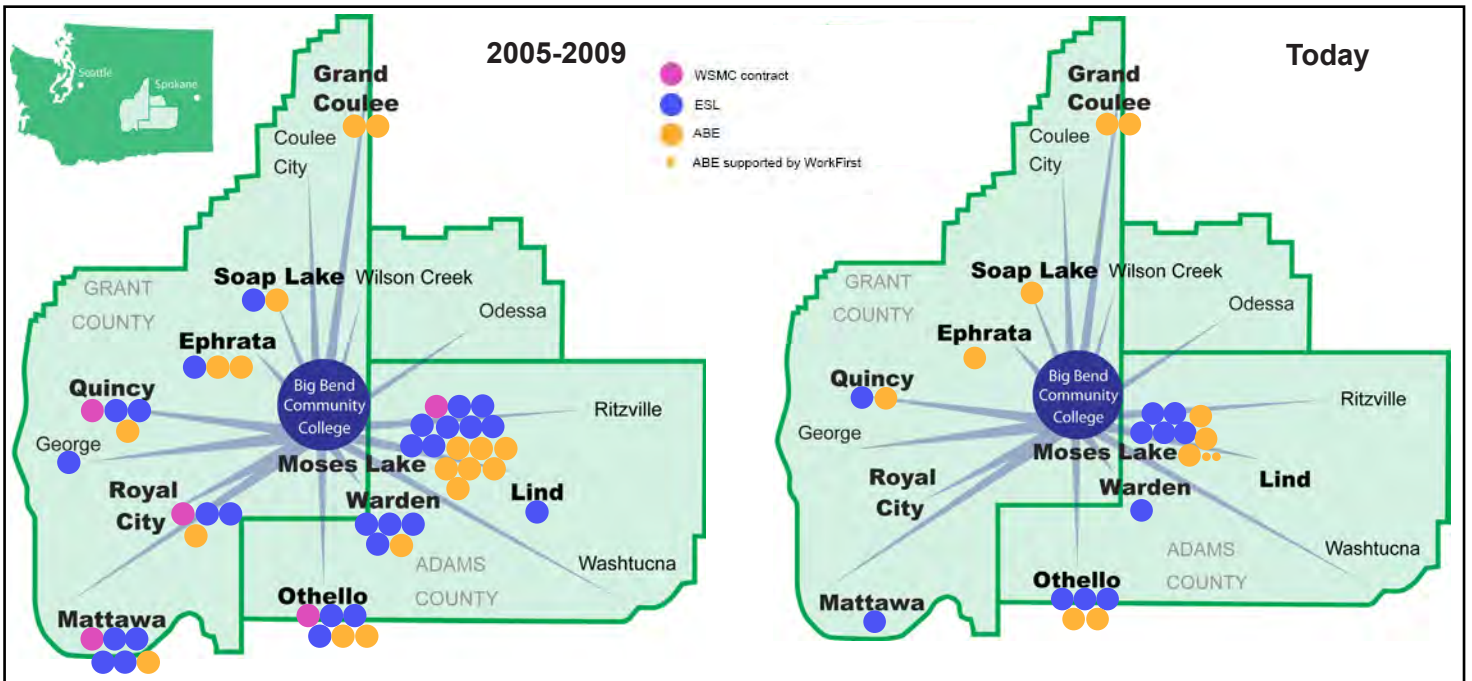 Seattle
Spokane
2005-2009
WSMC contract
ESL
ABE
ABE supported by WorkFirst
Grand
Coulee
Coulee
City
Soap Lake
Wilson Creek
GRANT
COUNTY
Odessa
Ephrata
Quincy
Big Bend
Community
College
Ritzville
George
Moses Lake
Royal
City
Warden
Lind
ADAMS
COUNTY
Washtucna
Othello
Mattawa
Today
Grand
Coulee
Coulee
City
Soap Lake
Wilson Creek
GRANT
COUNTY
Odessa
Ephrata
Quincy
Big Bend
Community
College
Ritzville
George
Moses Lake
Royal
City
Warden
Lind
ADAMS
COUNTY
Washtucna
Othello
Mattawa